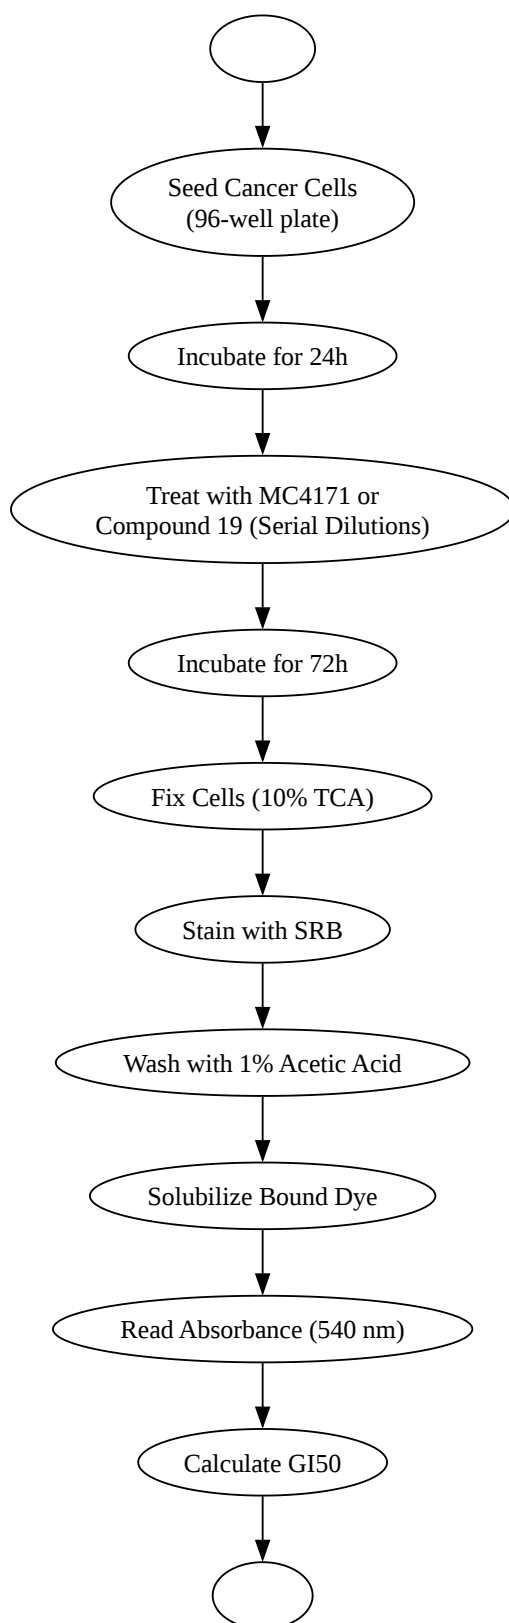 Seed Cancer Cells
(96-well plate)
Incubate for 24h
Treat with MC4171 or
Compound 19 (Serial Dilutions)
Incubate for 72h
Fix Cells (10% TCA)
Stain with SRB
Wash with 1% Acetic Acid
Solubilize Bound Dye
Read Absorbance (540 nm)
Calculate GI50